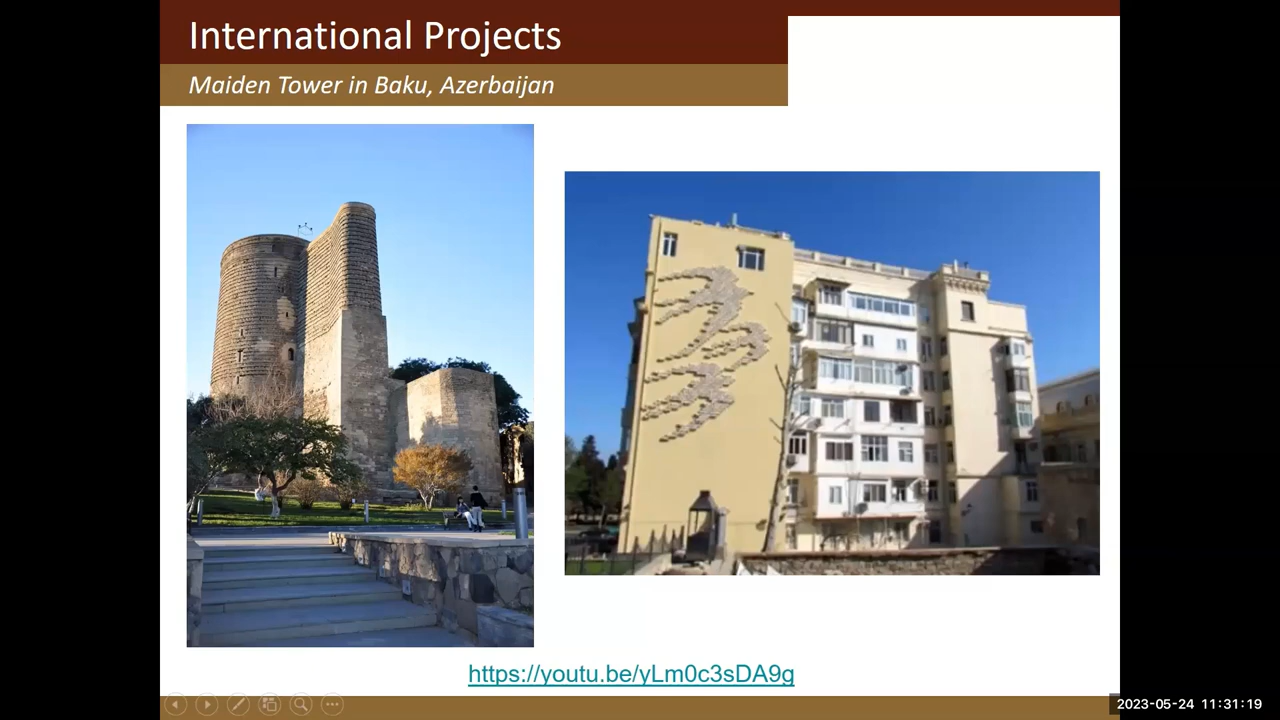 International Projects
Maiden Tower in Baku, Azerbaijan
https://youtu.be/yLm0c3sDA9g
2023-05-24 11:31:19